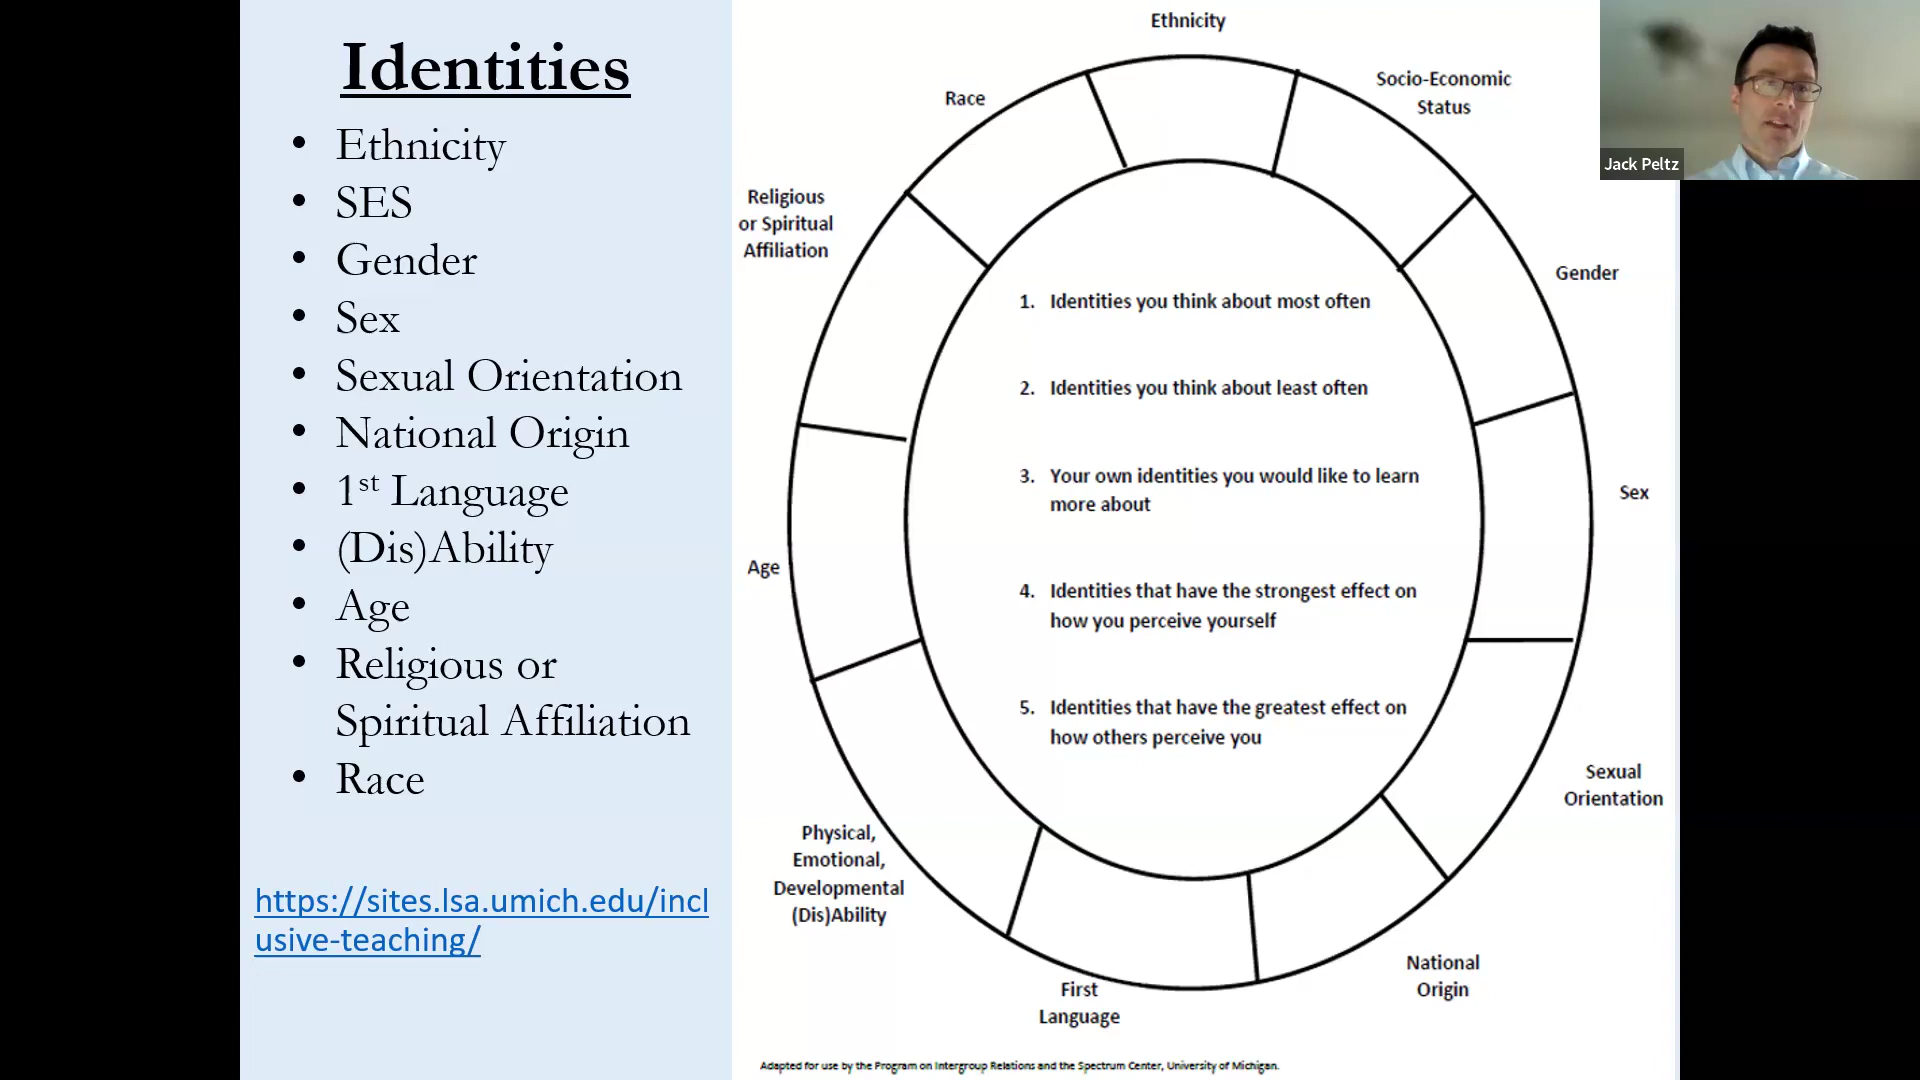 Identities
• Ethnicity
• SES
• Gender
• Sex
• Sexual Orientation
• National Origin
• 1st Language
• (Dis)Ability
• Age
• Religious or
Spiritual Affiliation
• Race
https://sites.lsa.umich.edu/incl
usive-teaching/
Ethnicity
Socio-Economic
Status
Gender
Sex
Sexual
Orientation
National
Origin
First
Language
Physical,
Emotional,
Developmental
(Dis)Ability
Age
Religious
or Spiritual
Affiliation
Race
1. Identities you think about most often
2. Identities you think about least often
3. Your own identities you would like to learn
more about
4. Identities that have the strongest effect on
how you perceive yourself
5. Identities that have the greatest effect on
how others perceive you
Adapted for use by the Program on Intergroup Relations and the Spectrum Center, University of Michigan.
Jack Peltz